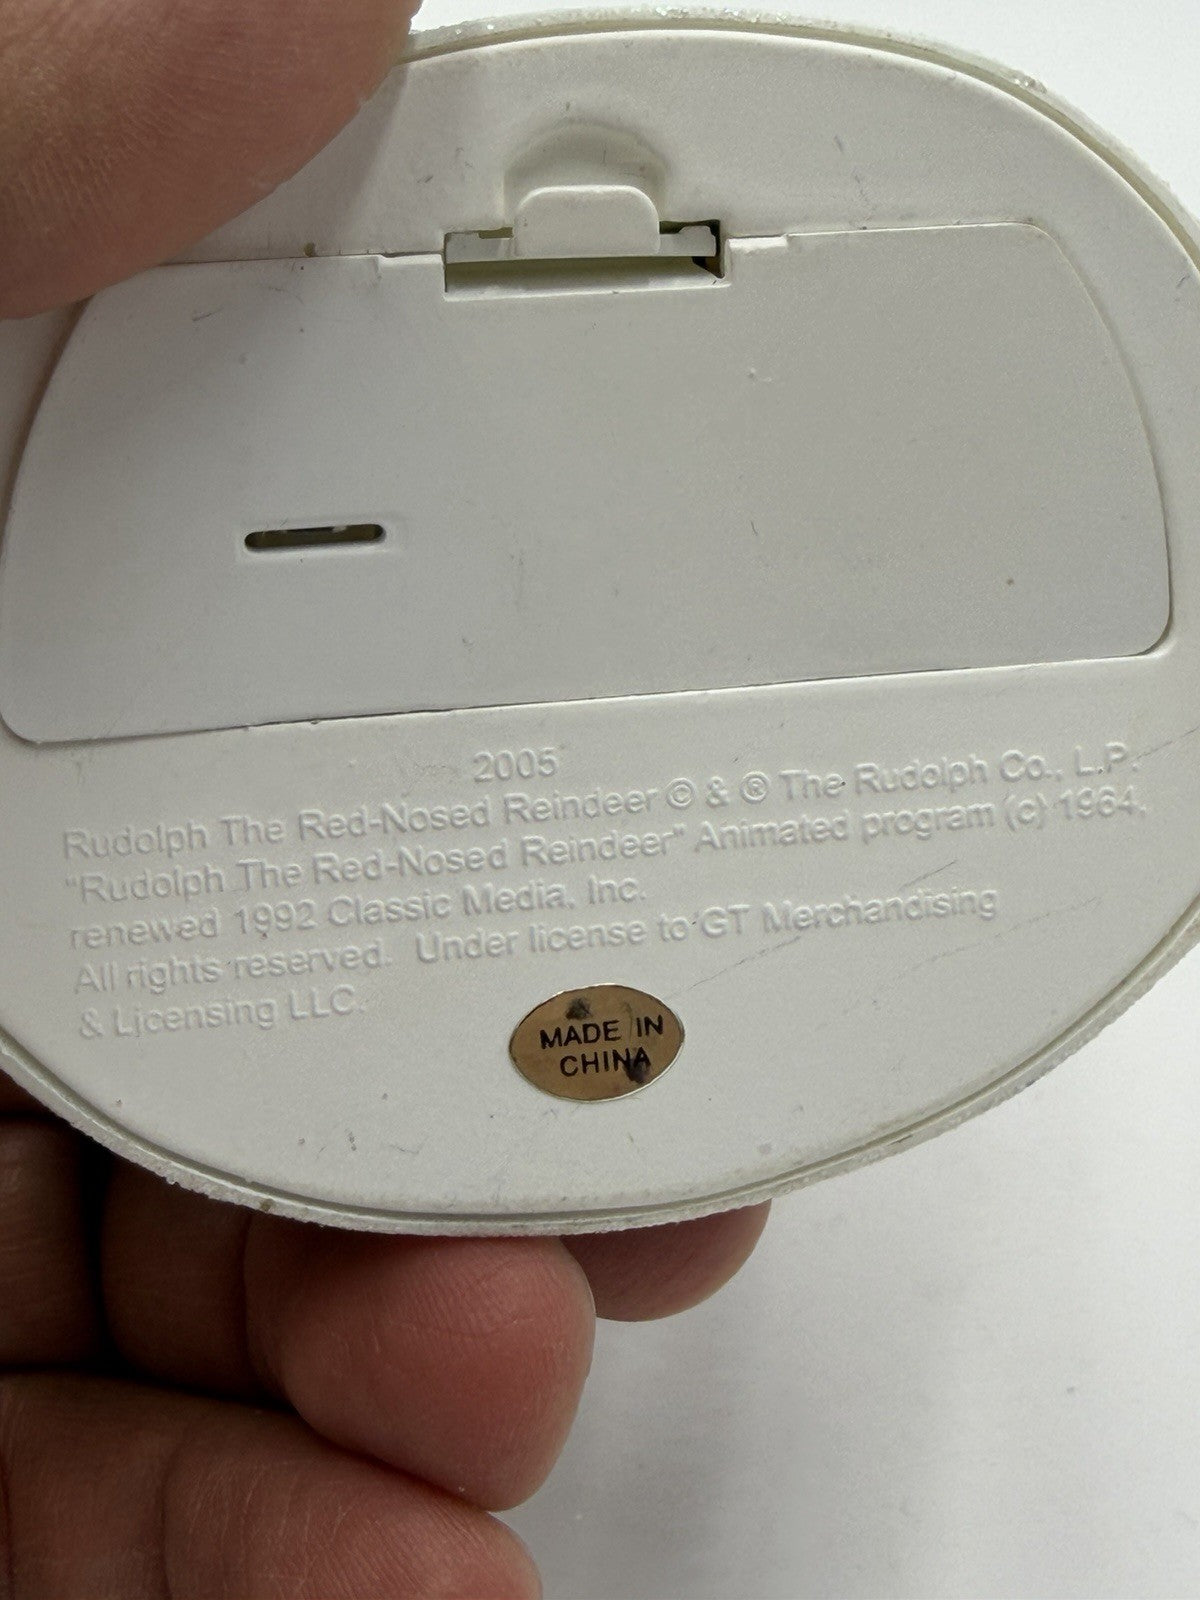 2005
Rudolph The Red-Nosed Reindeer © & ® The Rudolph Co., L.P.
"Rudolph The Red-Nosed Reindeer" Animated program (c) 1964,
renewed 1992 Classic Media, Inc.
All rights reserved. Under license to GT Merchandising
& Licensing LLC.
MADE IN
CHINA